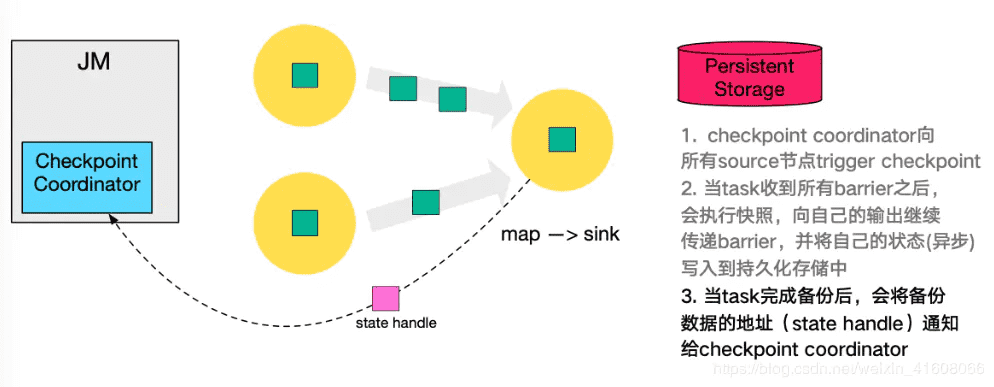 JM
Checkpoint
Coordinator
map —> sink
state handle
Persistent
Storage
1. checkpoint coordinator向
所有source节点trigger checkpoint
2. 当task收到所有barrier之后，
会执行快照，向自己的输出继续
传递barrier，并将自己的状态(异步)
写入到持久化存储中
3. 当task完成备份后，会将备份
数据的地址（state handle）通知
给checkpoint coordinator
https://blog.csdn.net/weixin_41608066